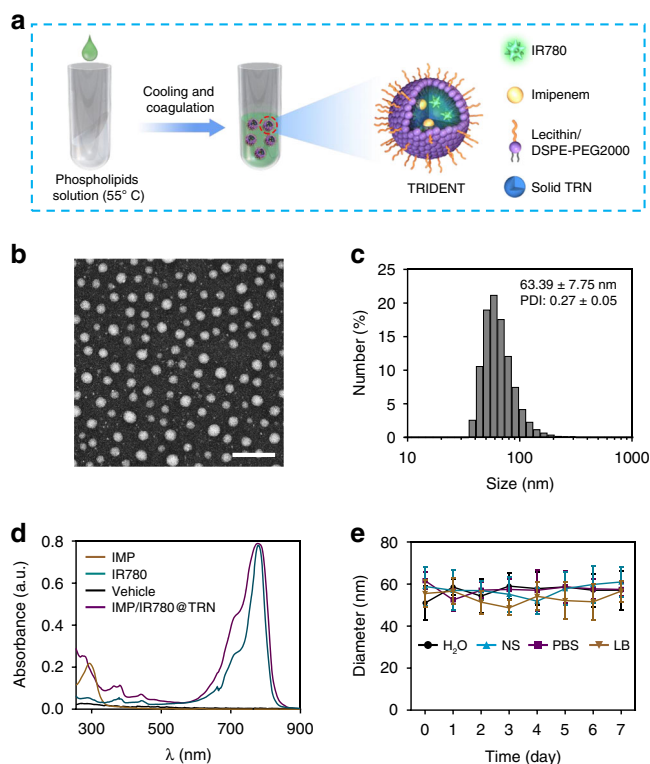 a
Cooling and
coagulation
Phospholipids
solution (55° C)
TRIDENT
IR780
Imipenem
Lecithin/
DSPE-PEG2000
Solid TRN
b
c
63.39 ± 7.75 nm
PDI: 0.27 ± 0.05
Number (%)
25
20
15
10
5
0
10 100 1000
Size (nm)
d
Absorbance (a.u.)
0.8
0.6
0.4
0.2
0.0
IMP
IR780
Vehicle
IMP/IR780@TRN
300 500 700 900
λ (nm)
e
Diameter (nm)
80
60
40
20
0
H₂O NS PBS LB
0 1 2 3 4 5 6 7
Time (day)